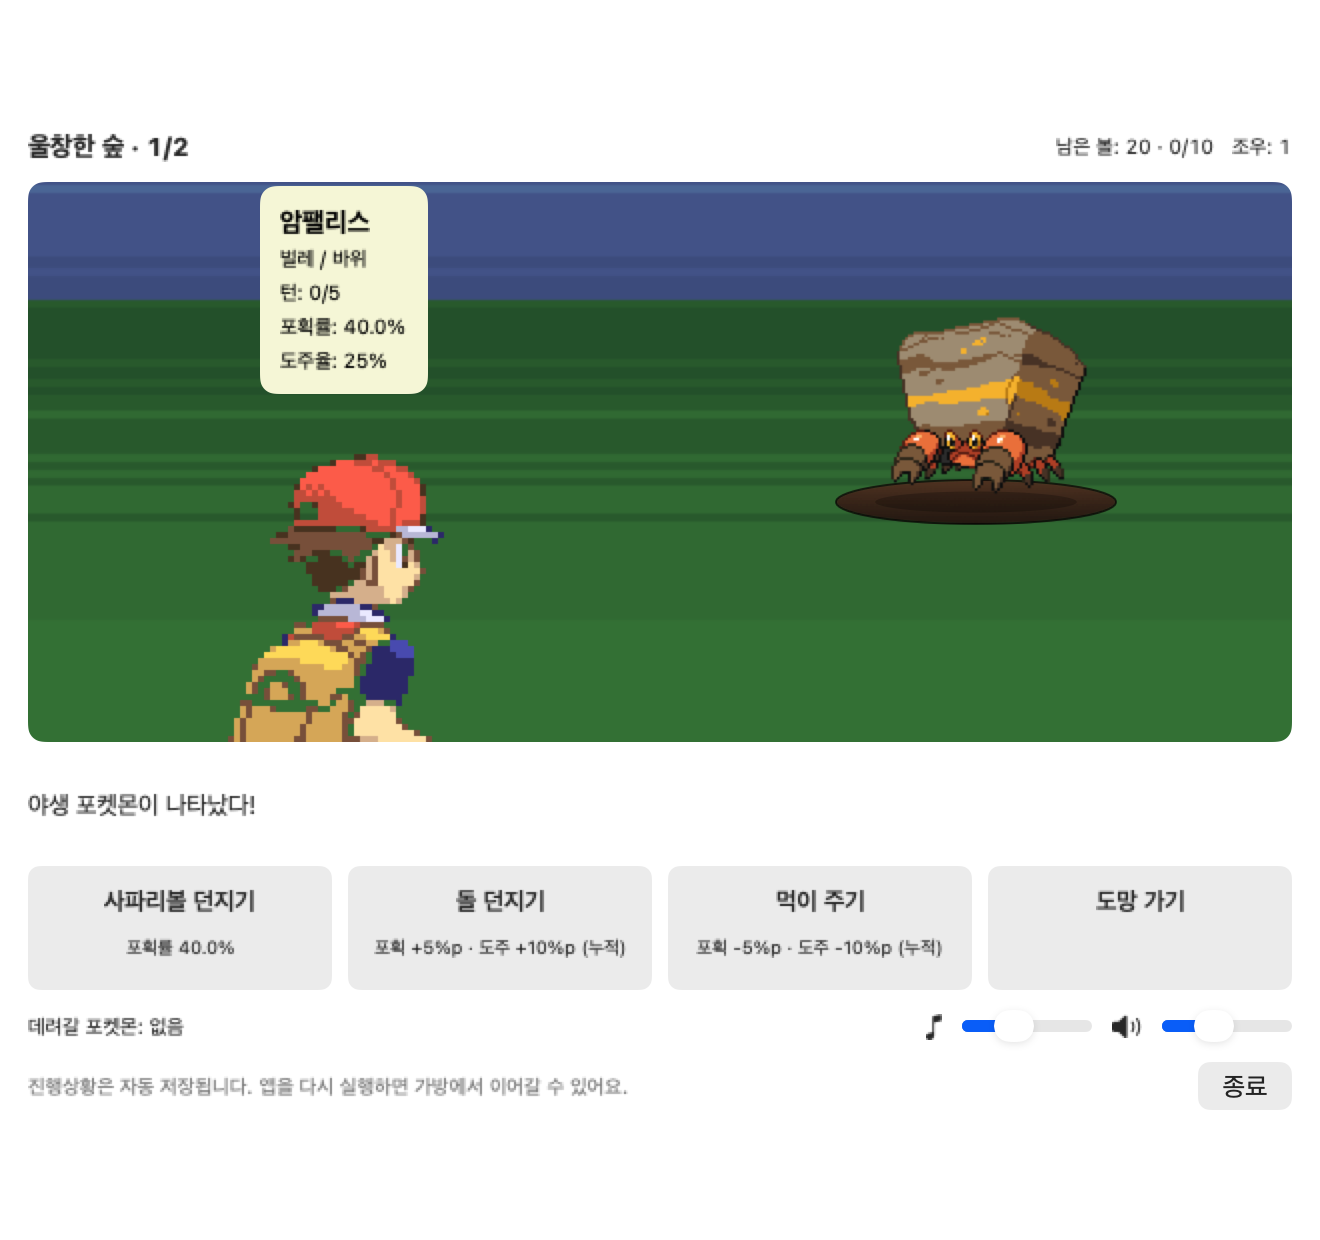 울창한 숲 · 1/2
남은 볼: 20 · 0/10 조우: 1
암팰리스
벌레 / 바위
턴: 0/5
포획률: 40.0%
도주율: 25%
야생 포켓몬이 나타났다!
사파리볼 던지기
포획률 40.0%
돌 던지기
포획 +5%p · 도주 +10%p (누적)
먹이 주기
포획 -5%p · 도주 -10%p (누적)
도망 가기
데려갈 포켓몬: 없음
진행상황은 자동 저장됩니다. 앱을 다시 실행하면 가방에서 이어갈 수 있어요.
종료